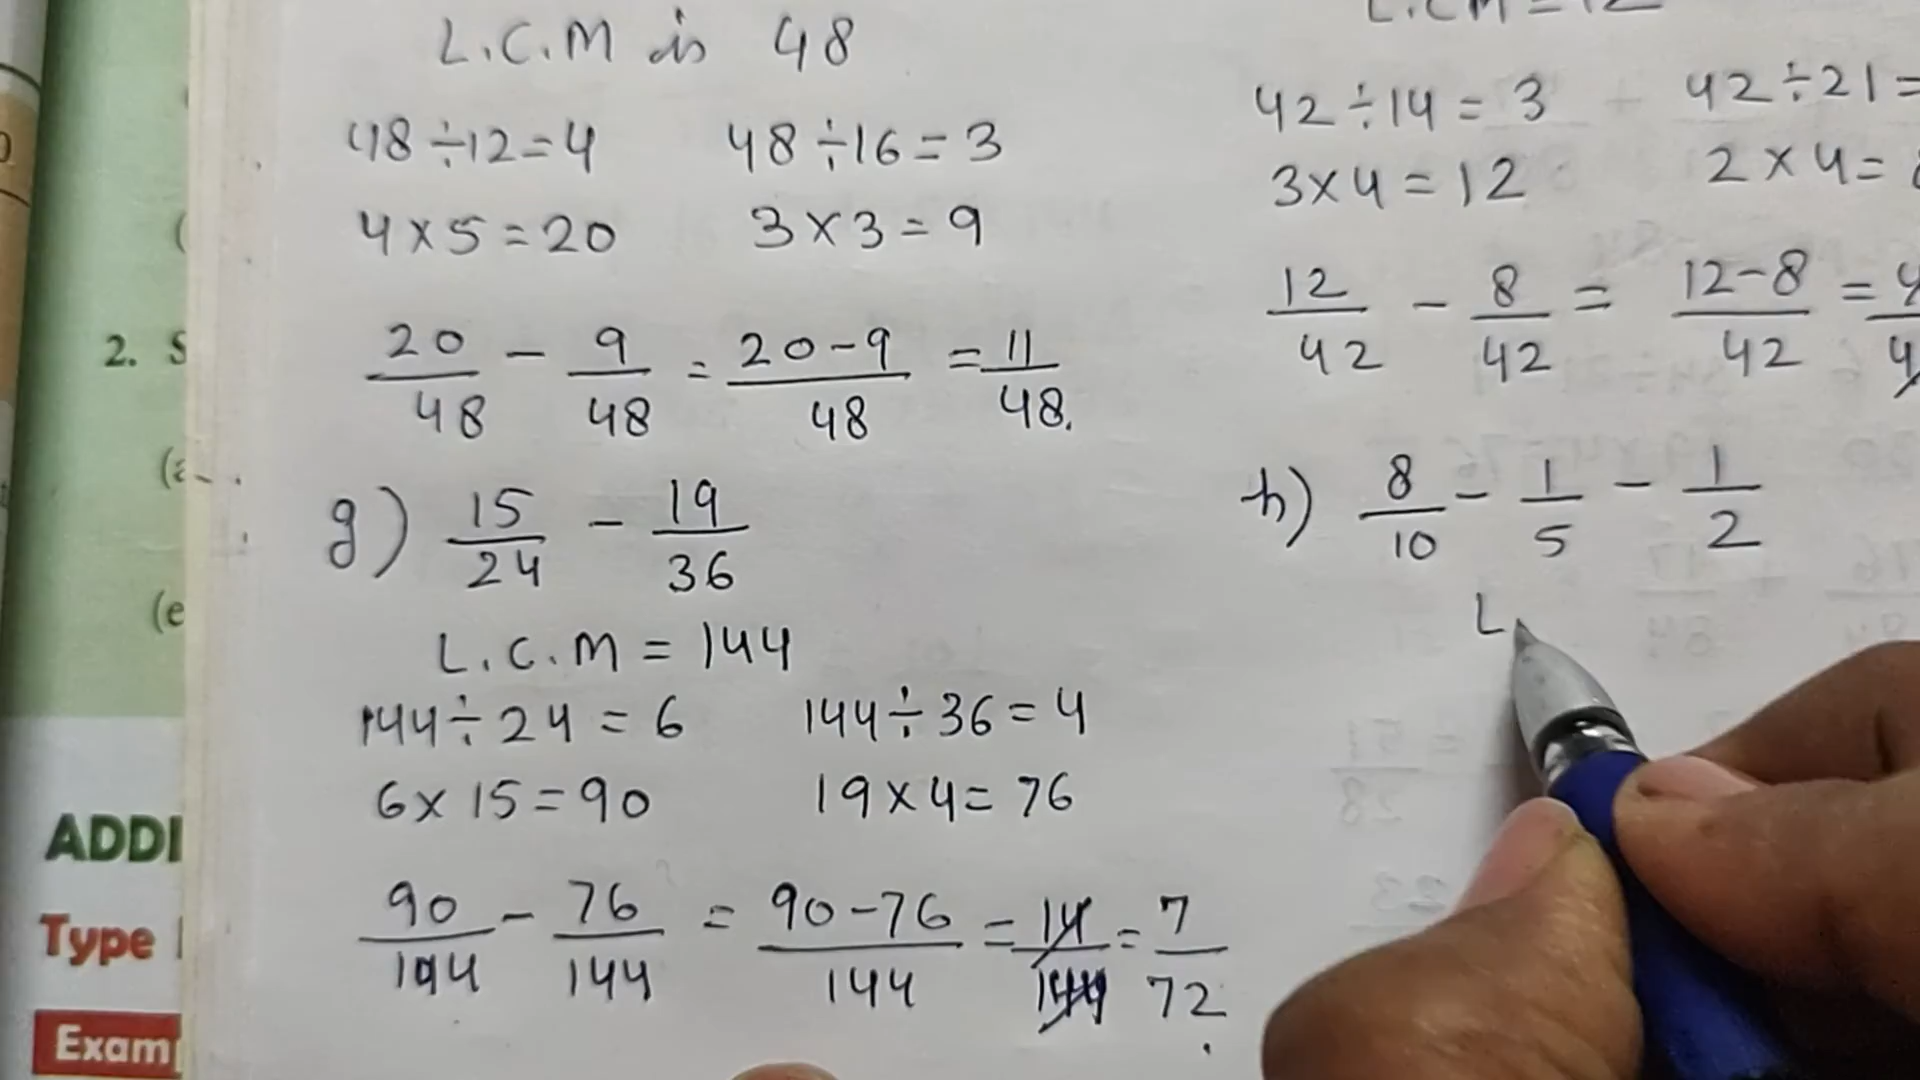 L.C.M is 48
48÷12=4 48÷16=3
4×5=20 3×3=9
20/48 - 9/48 = 20-9/48 = 11/48.
g) 15/24 - 19/36
L.C.M = 144
144÷24=6 144÷36=4
6×15=90 19×4=76
90/144 - 76/144 = 90-76/144 = 14/144 = 7/72.
42÷14=3 42÷21=
3×4=12 2×4=
12/42 - 8/42 = 12-8/42 =
h) 8/10 - 1/5 - 1/2
L
2.
ADDI
Type
Exam